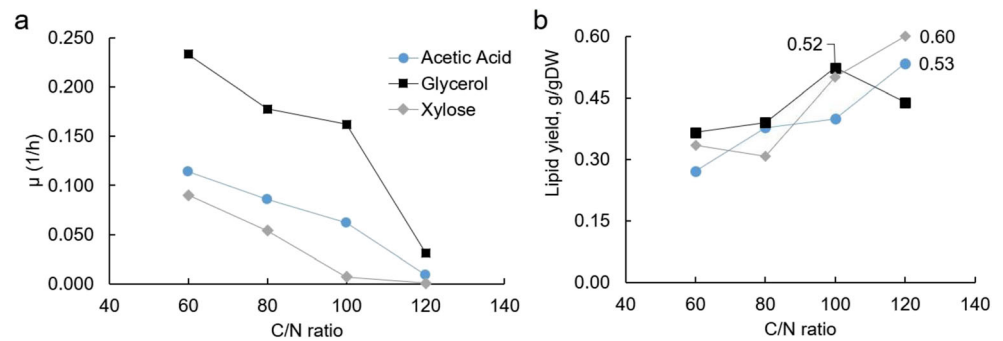 a
0.250
0.200
0.150
0.100
0.050
0.000
μ (1/h)
Acetic Acid
Glycerol
Xylose
40 60 80 100 120 140
C/N ratio
b
0.60
0.45
0.30
0.15
0.00
Lipid yield, g/gDW
0.52
0.60
0.53
40 60 80 100 120 140
C/N ratio